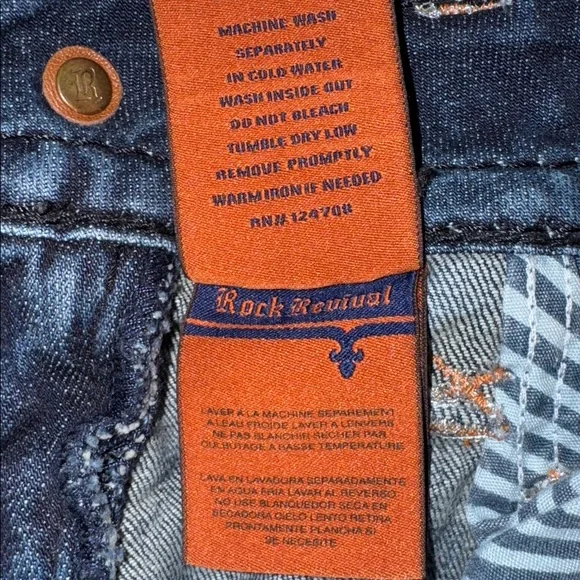 R
MACHINE WASH
SEPARATELY
IN COLD WATER
WASH INSIDE OUT
DO NOT BLEACH
TUMBLE DRY LOW
REMOVE PROMPTLY
WARM IRON IF NEEDED
RN# 124708
Rock Revival
LAVER A LA MACHINE SEPAREMENT
A LEAU FROIDE LAVER A LONVERS
NE PAS BLANCHIR SECHER PAR
CULBUTAGE A BASSE TEMPERATURE
LAVA EN LAVADORA SEPARADAMENTE
EN AGUA FRIA LAVAR AL REVERSO
NO USE BLANQUEDOR SECA EN
SECADORA CICLO LENTO RETIRA
PRONTAMENTE PLANCHA SI
SE NECESITE